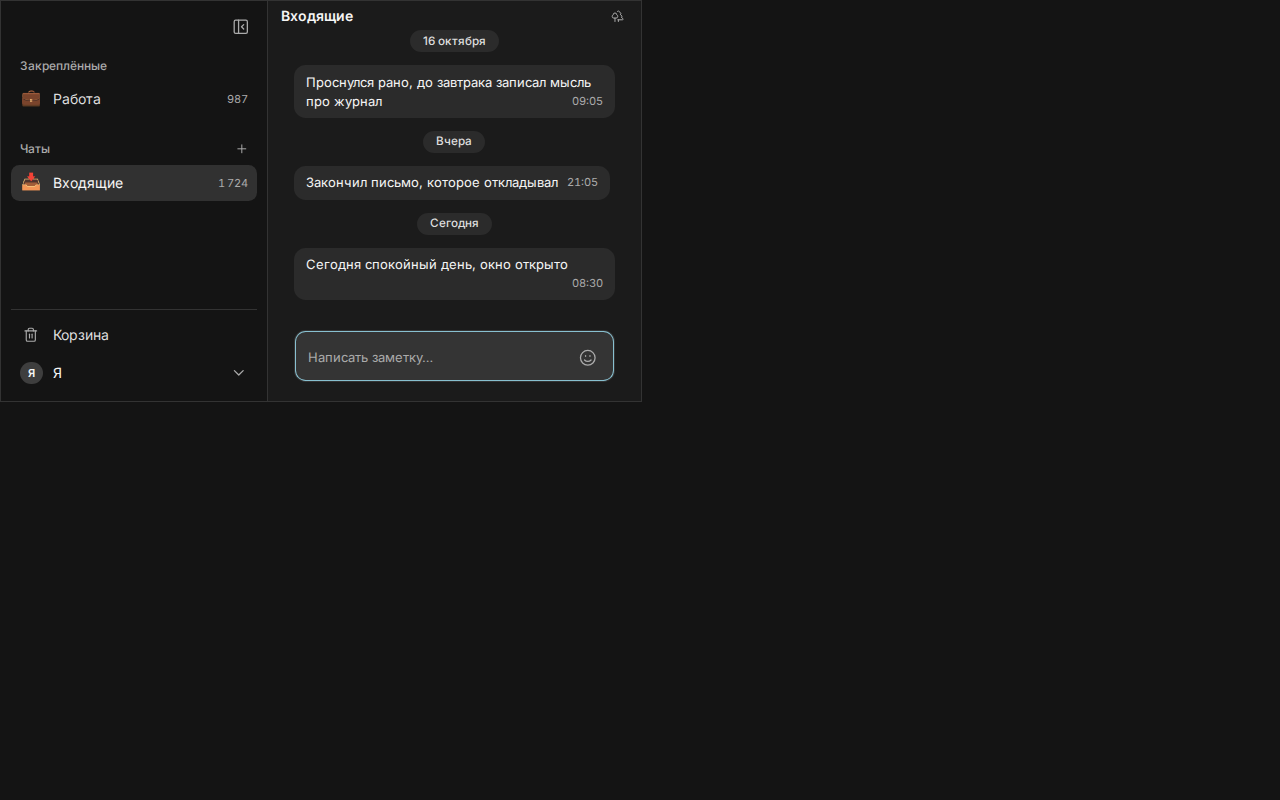 Закреплённые
Работа 987
Чаты
Входящие 1 724
Корзина
Я Я
Входящие
16 октября
Проснулся рано, до завтрака записал мысль
про журнал 09:05
Вчера
Закончил письмо, которое откладывал 21:05
Сегодня
Сегодня спокойный день, окно открыто
08:30
Написать заметку...